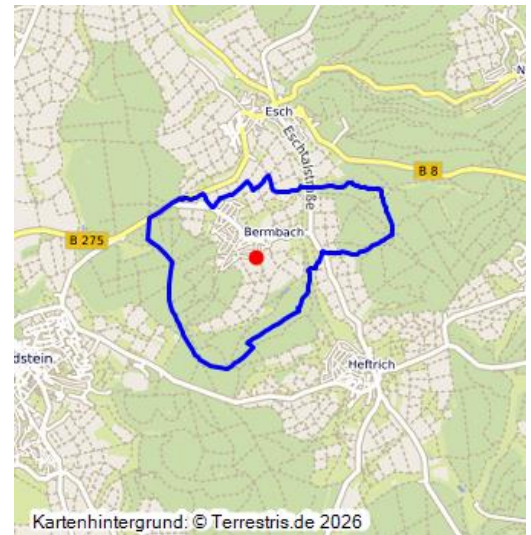 N
Esch
Eschtalstraße
B 8
B 275
Bermbach
dstein
Heftrich
Kartenhintergrund: © Terrestris.de 2026